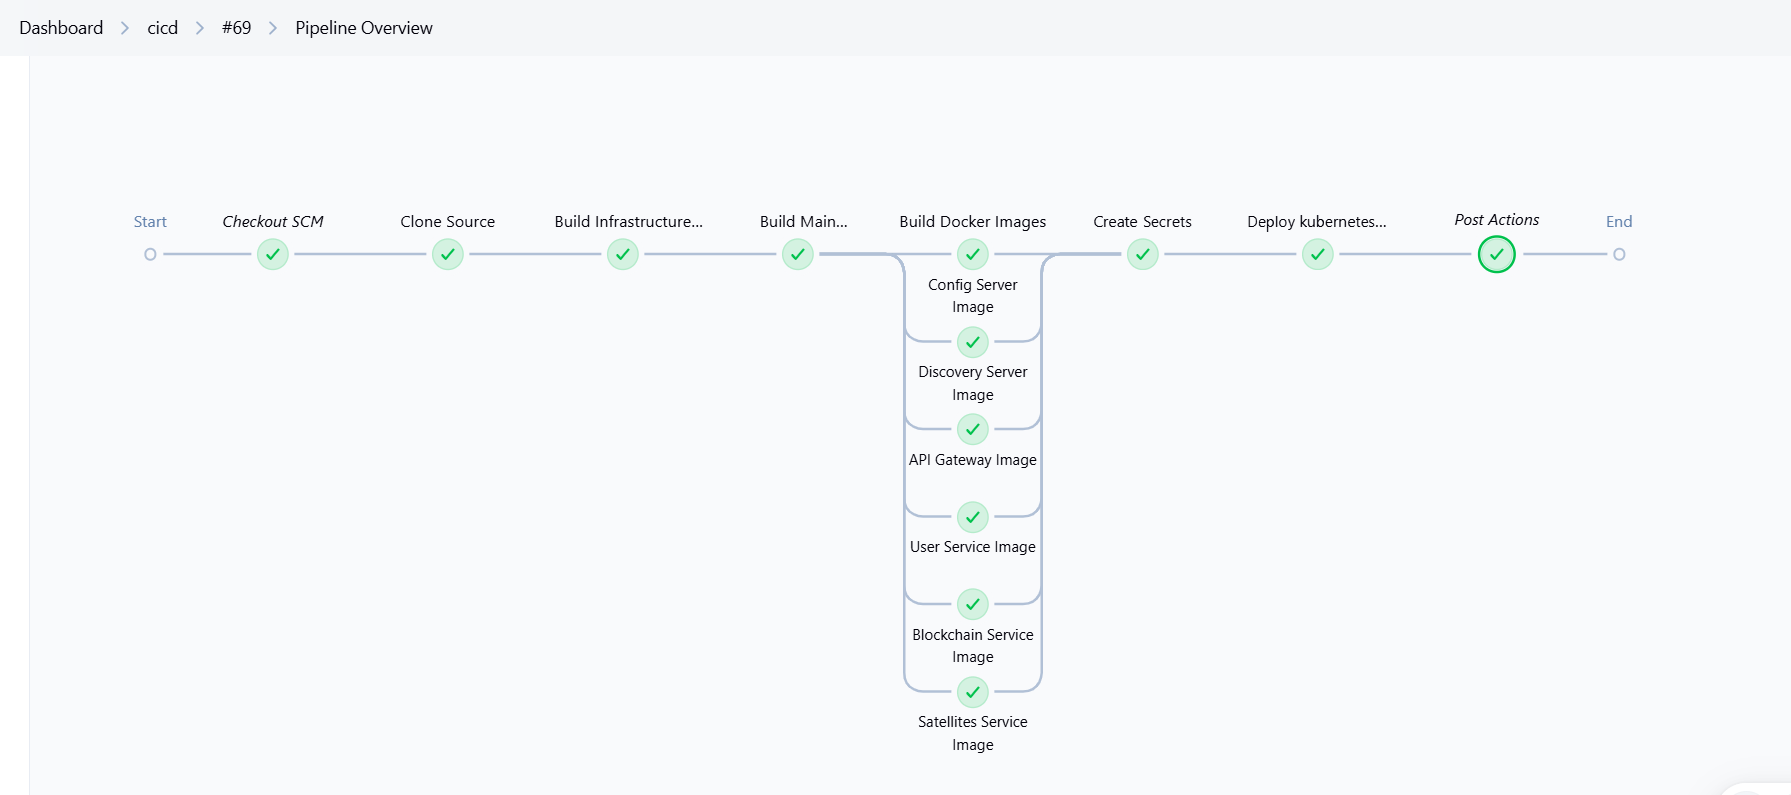 Dashboard > cicd > #69 > Pipeline Overview
Start
Checkout SCM
Clone Source
Build Infrastructure...
Build Main...
Build Docker Images
Create Secrets
Deploy kubernetes...
Post Actions
End
Config Server
Image
Discovery Server
Image
API Gateway Image
User Service Image
Blockchain Service
Image
Satellites Service
Image